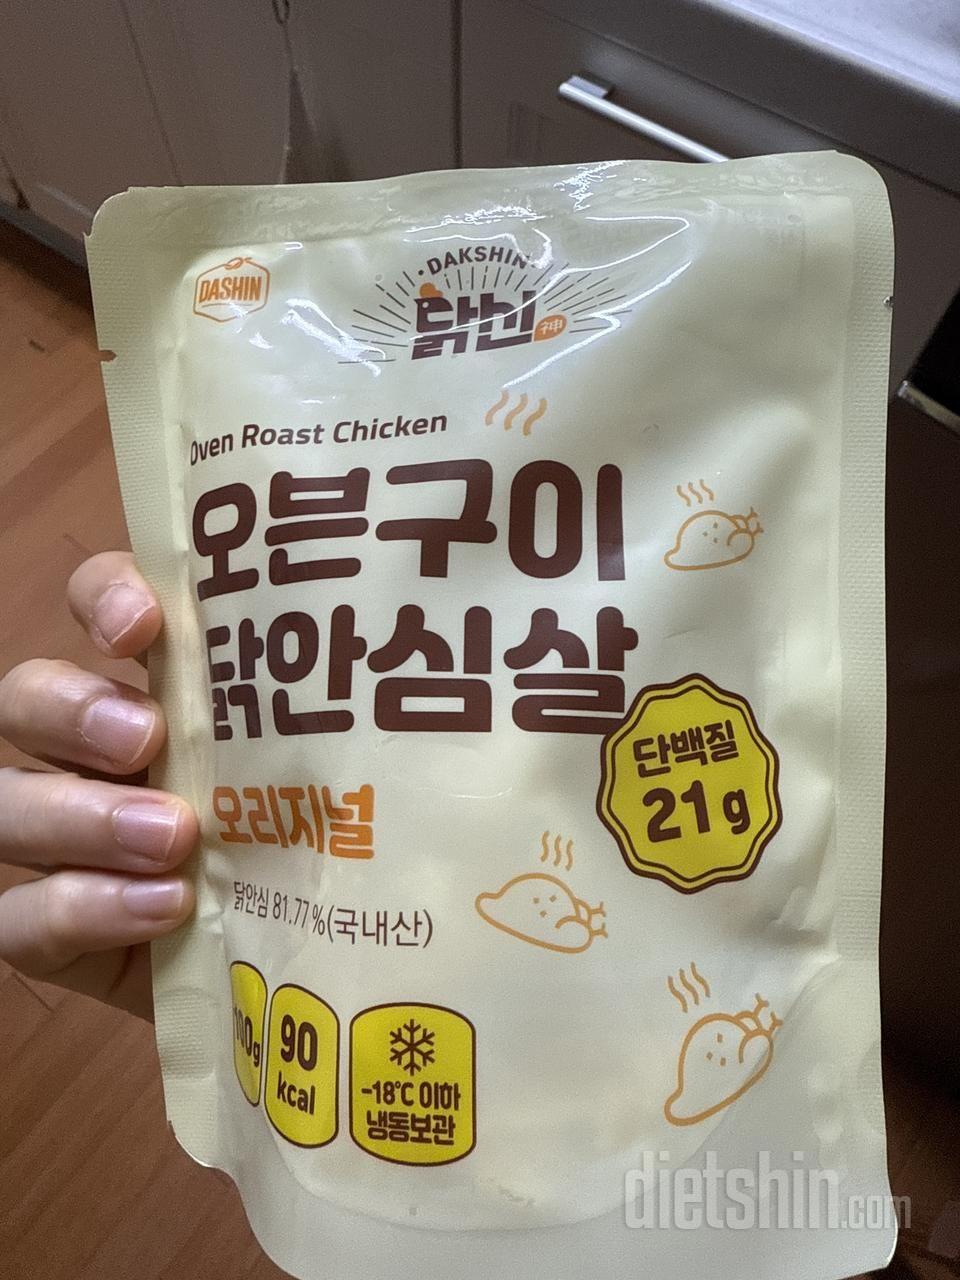 DASHIN
DAKSHIN
닭신
神
Oven Roast Chicken
오븐구이
닭안심살
단백질
21g
오리지널
닭안심 81.77%(국내산)
100g
90
kcal
-18℃ 이하
냉동보관
dietshin.com